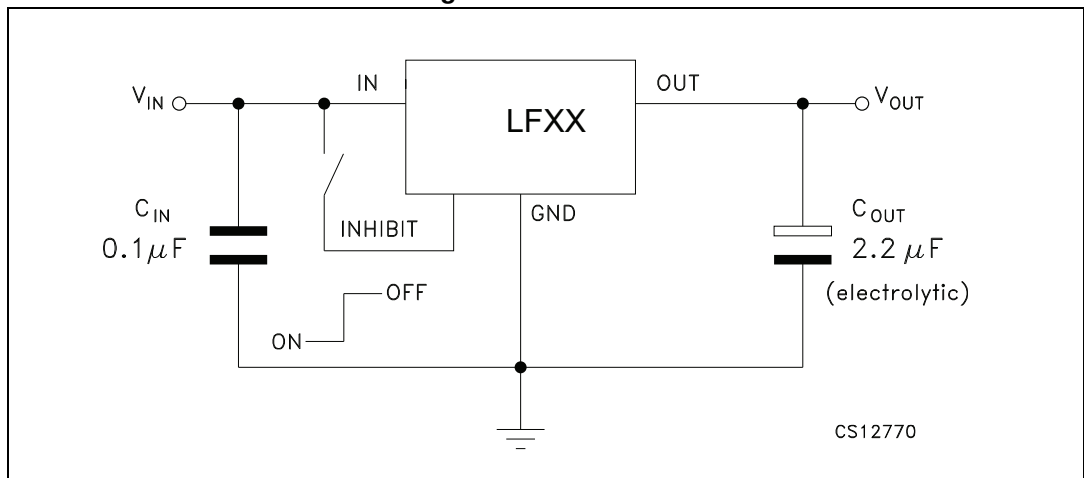 g
V_IN
IN
LFXX
OUT
V_OUT
GND
INHIBIT
C_IN
0.1μF
C_OUT
2.2 μF
(electrolytic)
OFF
ON
CS12770